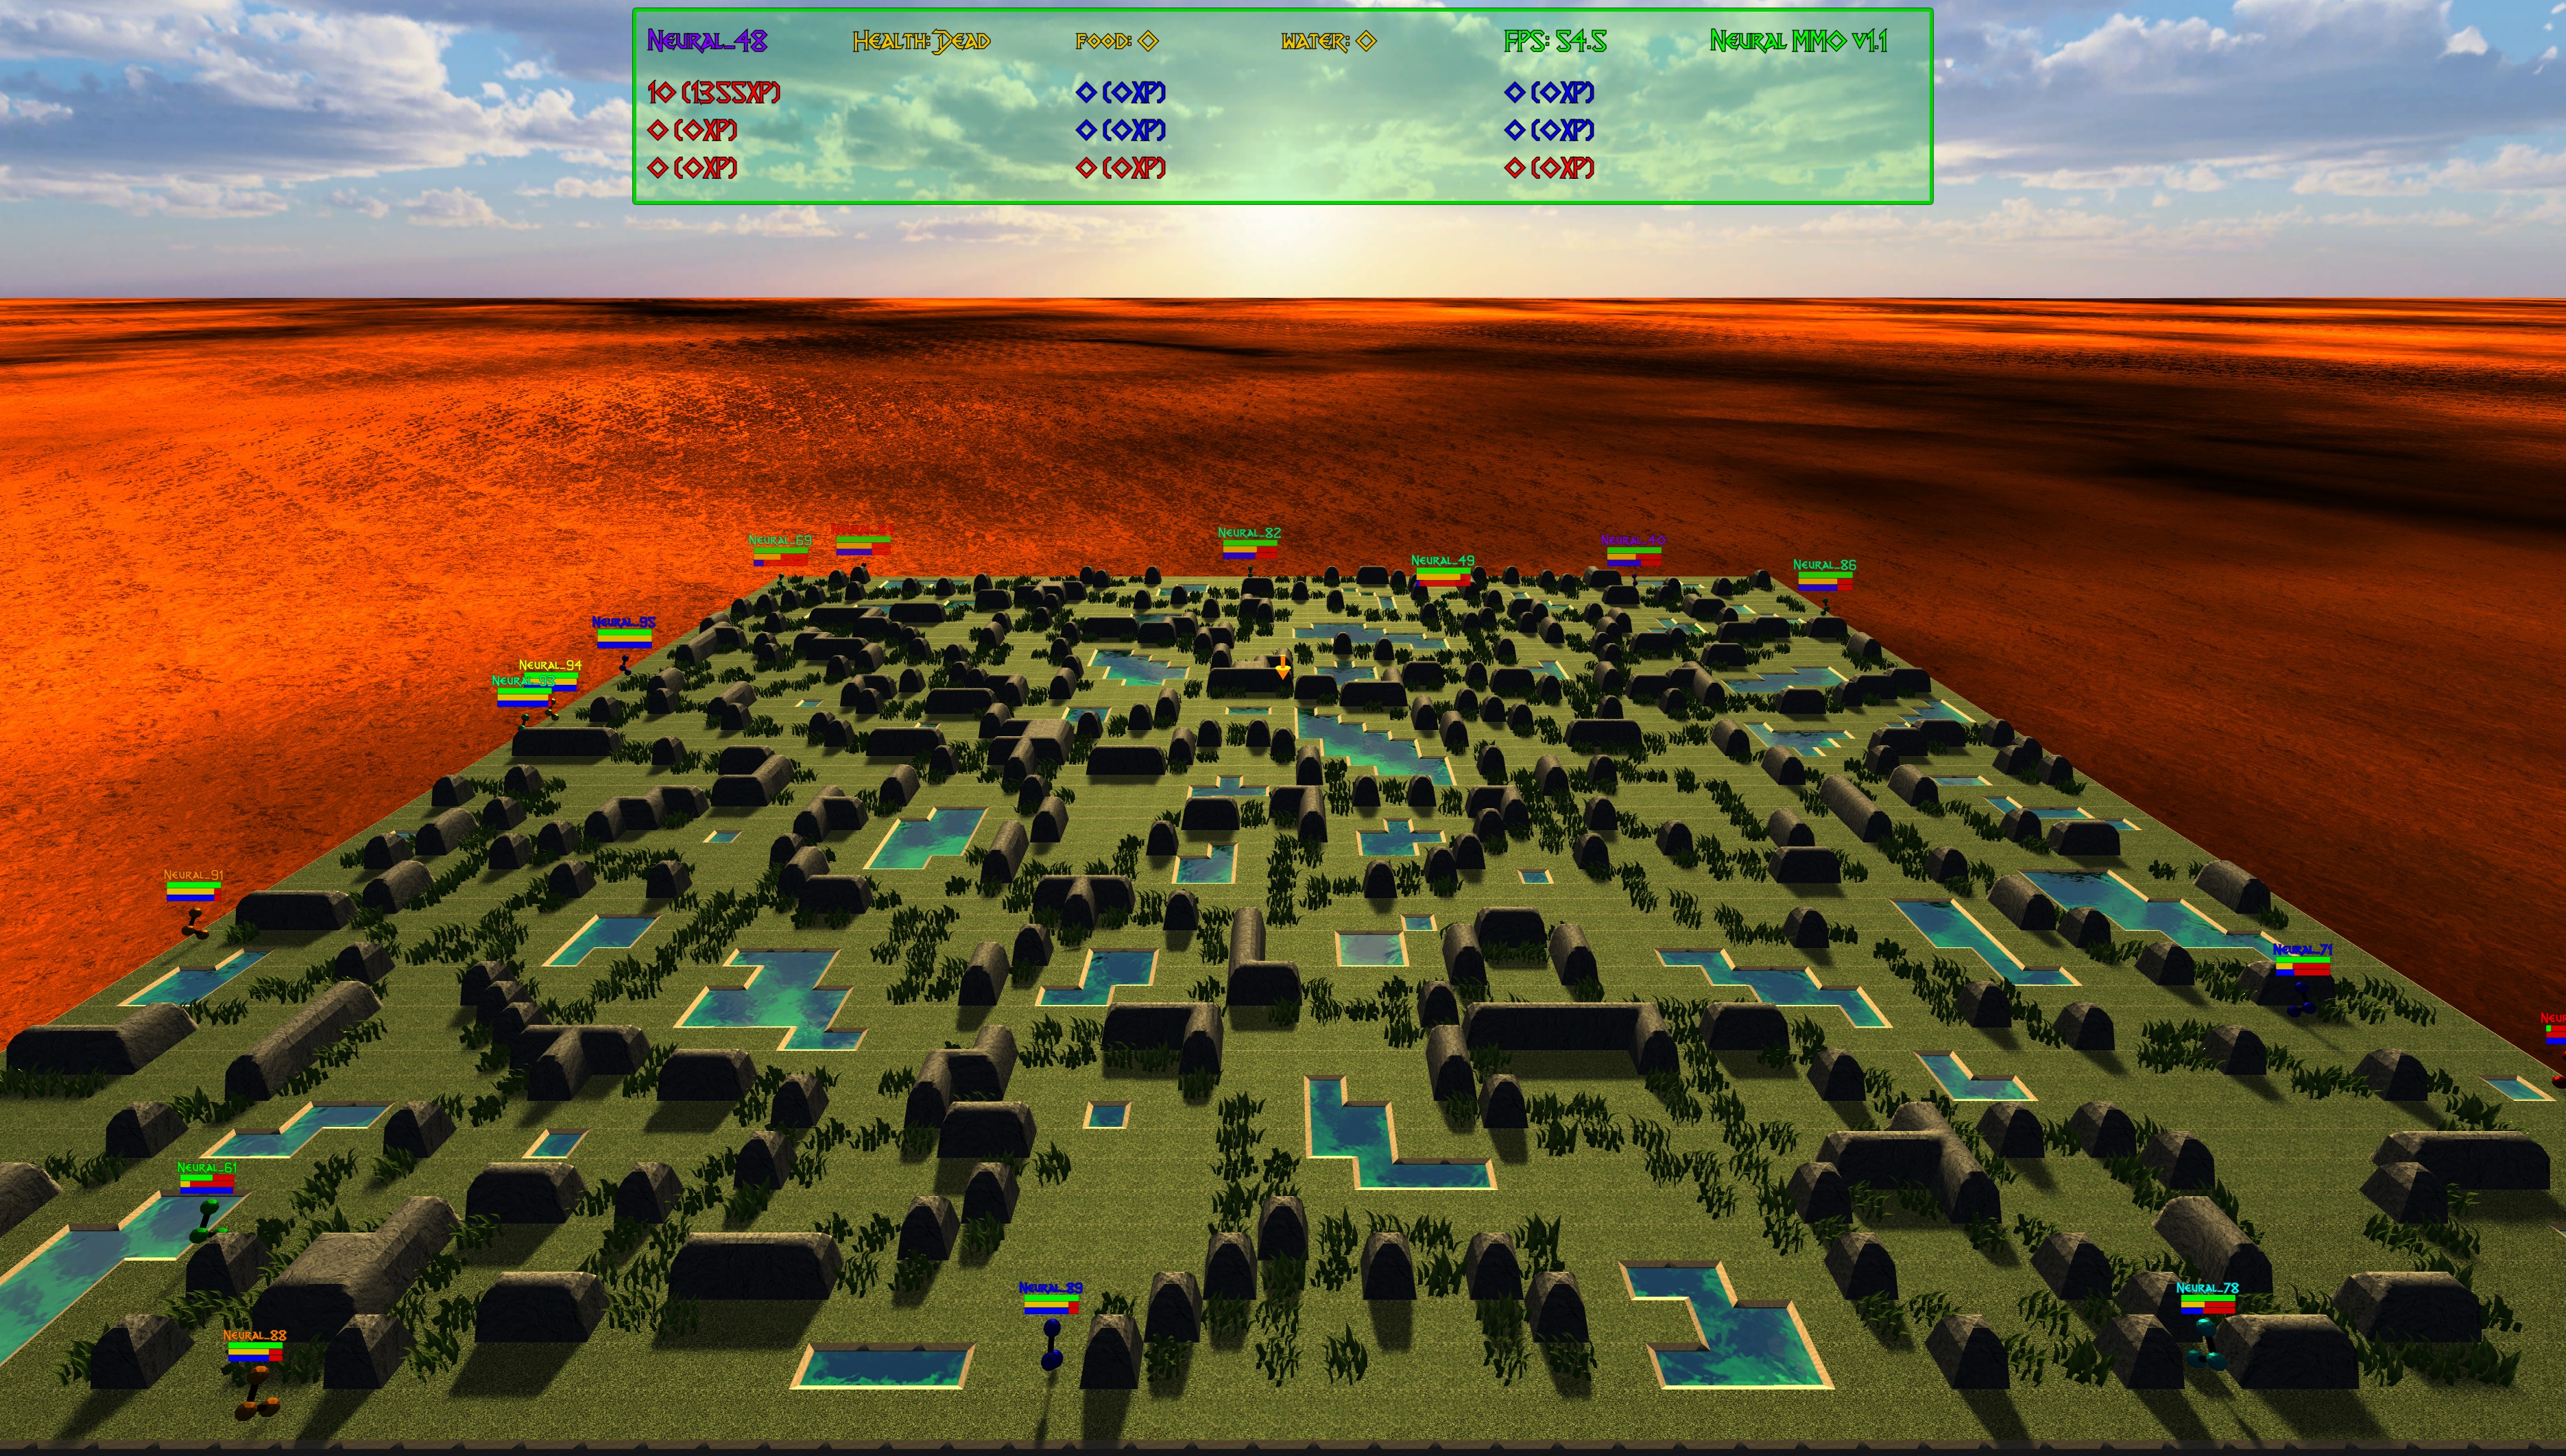 Neural_48 Health: Dead Food: 0 Water: 0 FPS: 54.5 Neural MMO v1.1
10 (1355XP) 0 (0XP) 0 (0XP)
0 (0XP) 0 (0XP) 0 (0XP)
0 (0XP) 0 (0XP) 0 (0XP)
Neural_82
Neural_69
Neural_40
Neural_49
Neural_86
Neural_95
Neural_94
Neural_93
Neural_91
Neural_71
Neural_61
Neural_89
Neural_78
Neural_88